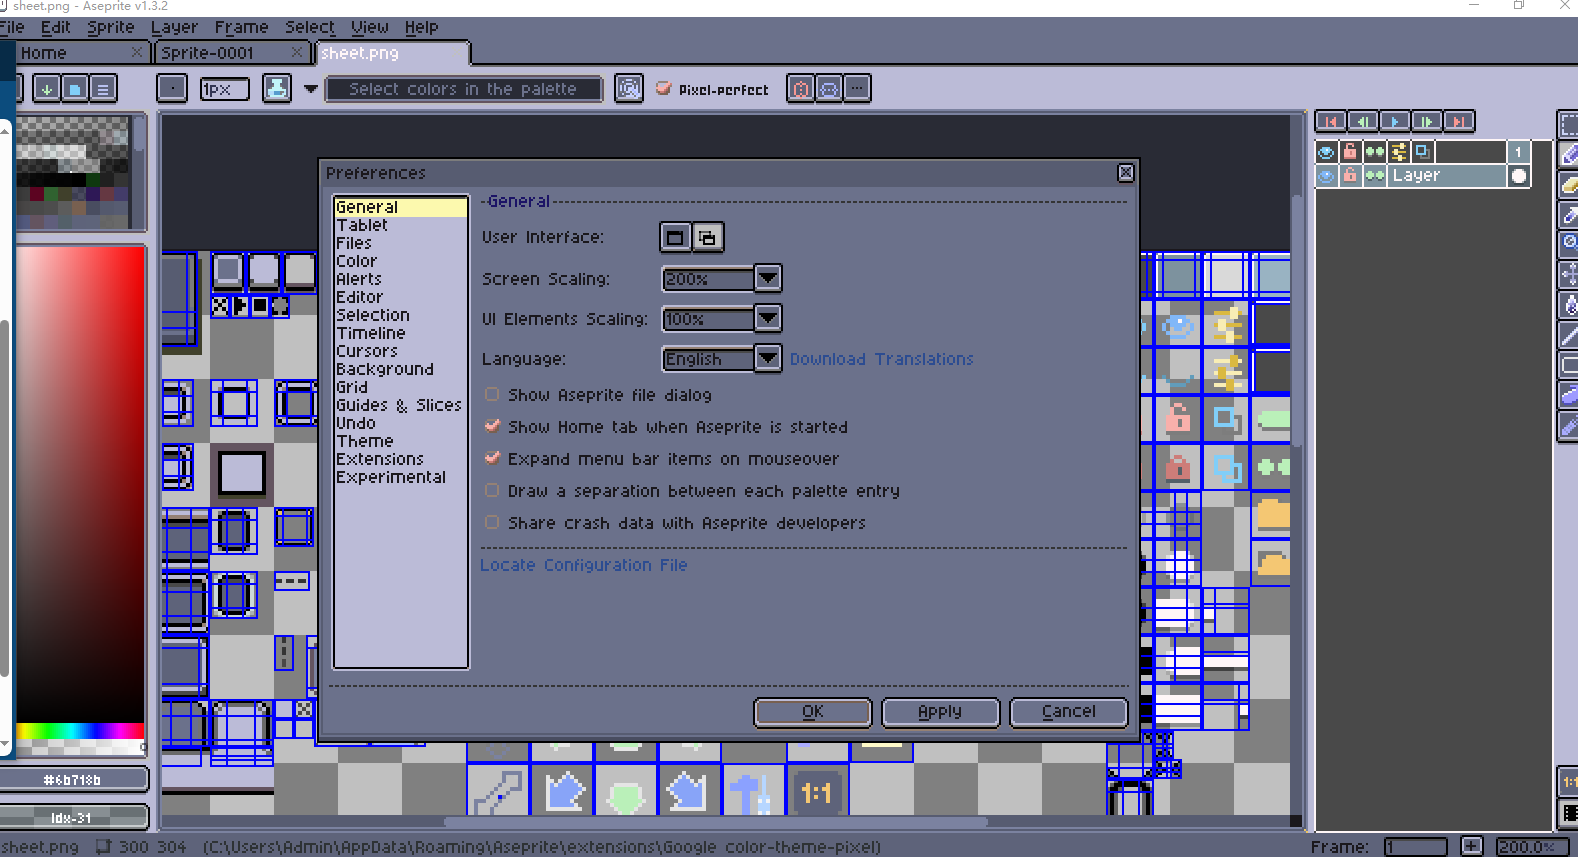 sheet.png - Aseprite v1.3.2
File Edit Sprite Layer Frame Select View Help
Home Sprite-0001 sheet.png
1px Select colors in the palette Pixel-perfect
1
Layer
Preferences
General
Tablet
Files
Color
Alerts
Editor
Selection
Timeline
Cursors
Background
Grid
Guides & Slices
Undo
Theme
Extensions
Experimental
General
User Interface:
Screen Scaling: 200%
UI Elements Scaling: 100%
Language: English Download Translations
Show Aseprite file dialog
Show Home tab when Aseprite is started
Expand menu bar items on mouseover
Draw a separation between each palette entry
Share crash data with Aseprite developers
Locate Configuration File
OK Apply Cancel
1:1
#6b718b
Idx-31
1:1
sheet.png 300 304 (C:\Users\Admin\AppData\Roaming\Aseprite\extensions\Google color-theme-pixel) Frame: 1 200.0%